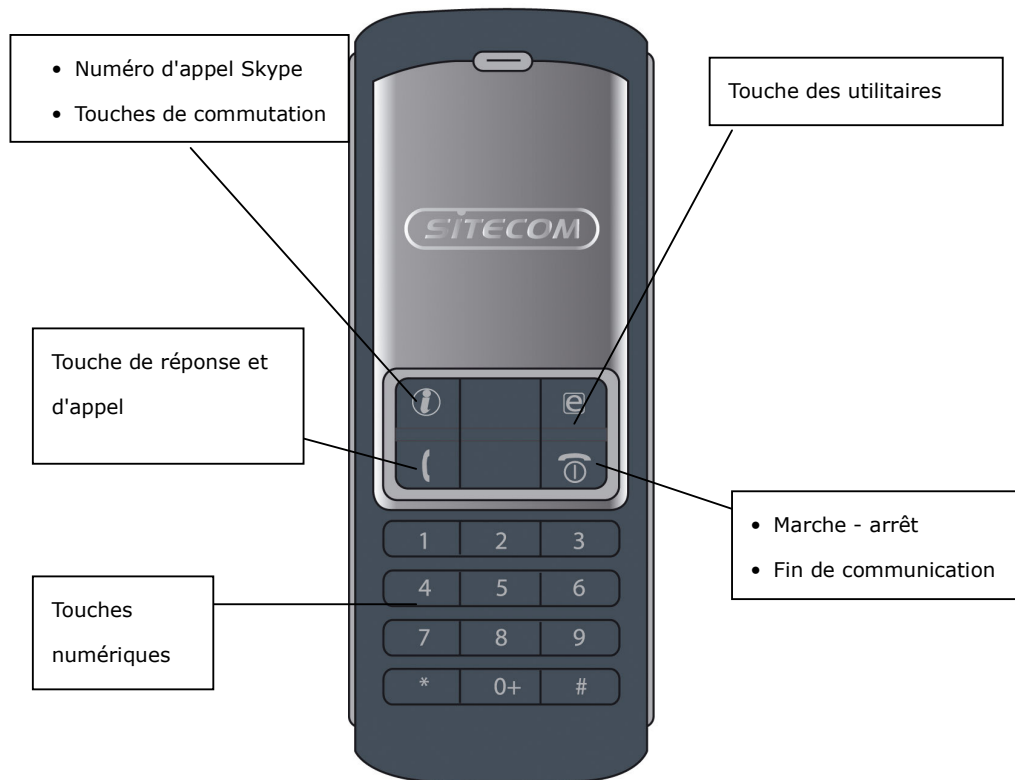 • Numéro d'appel Skype
• Touches de commutation
Touche des utilitaires
SITECOM
Touche de réponse et
d'appel
i
e
• Marche - arrêt
• Fin de communication
Touches
numériques
1 2 3
4 5 6
7 8 9
* 0+ #